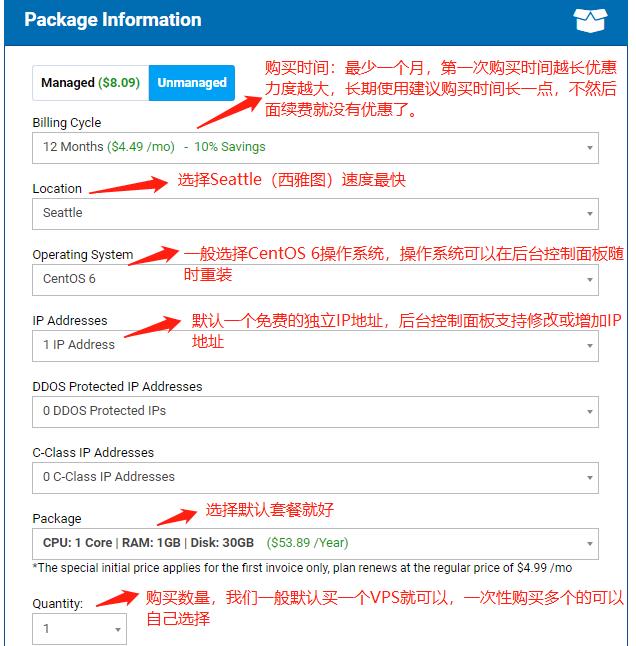 Package Information
Managed ($8.09) Unmanaged
购买时间：最少一个月，第一次购买时间越长优惠
力度越大，长期使用建议购买时间长一点，不然后
面续费就没有优惠了。
Billing Cycle
12 Months ($4.49 /mo) - 10% Savings
Location
选择Seattle（西雅图）速度最快
Seattle
Operating System
一般选择CentOS 6操作系统，操作系统可以在后台控制面板随
时重装
CentOS 6
IP Addresses
默认一个免费的独立IP地址，后台控制面板支持修改或增加IP
地址
1 IP Address
DDOS Protected IP Addresses
0 DDOS Protected IPs
C-Class IP Addresses
0 C-Class IP Addresses
Package
选择默认套餐就好
CPU: 1 Core | RAM: 1GB | Disk: 30GB ($53.89 /Year)
*The special initial price applies for the first invoice only, plan renews at the regular price of $4.99 /mo
Quantity:
购买数量，我们一般默认买一个VPS就可以，一次性购买多个的可以
自己选择
1